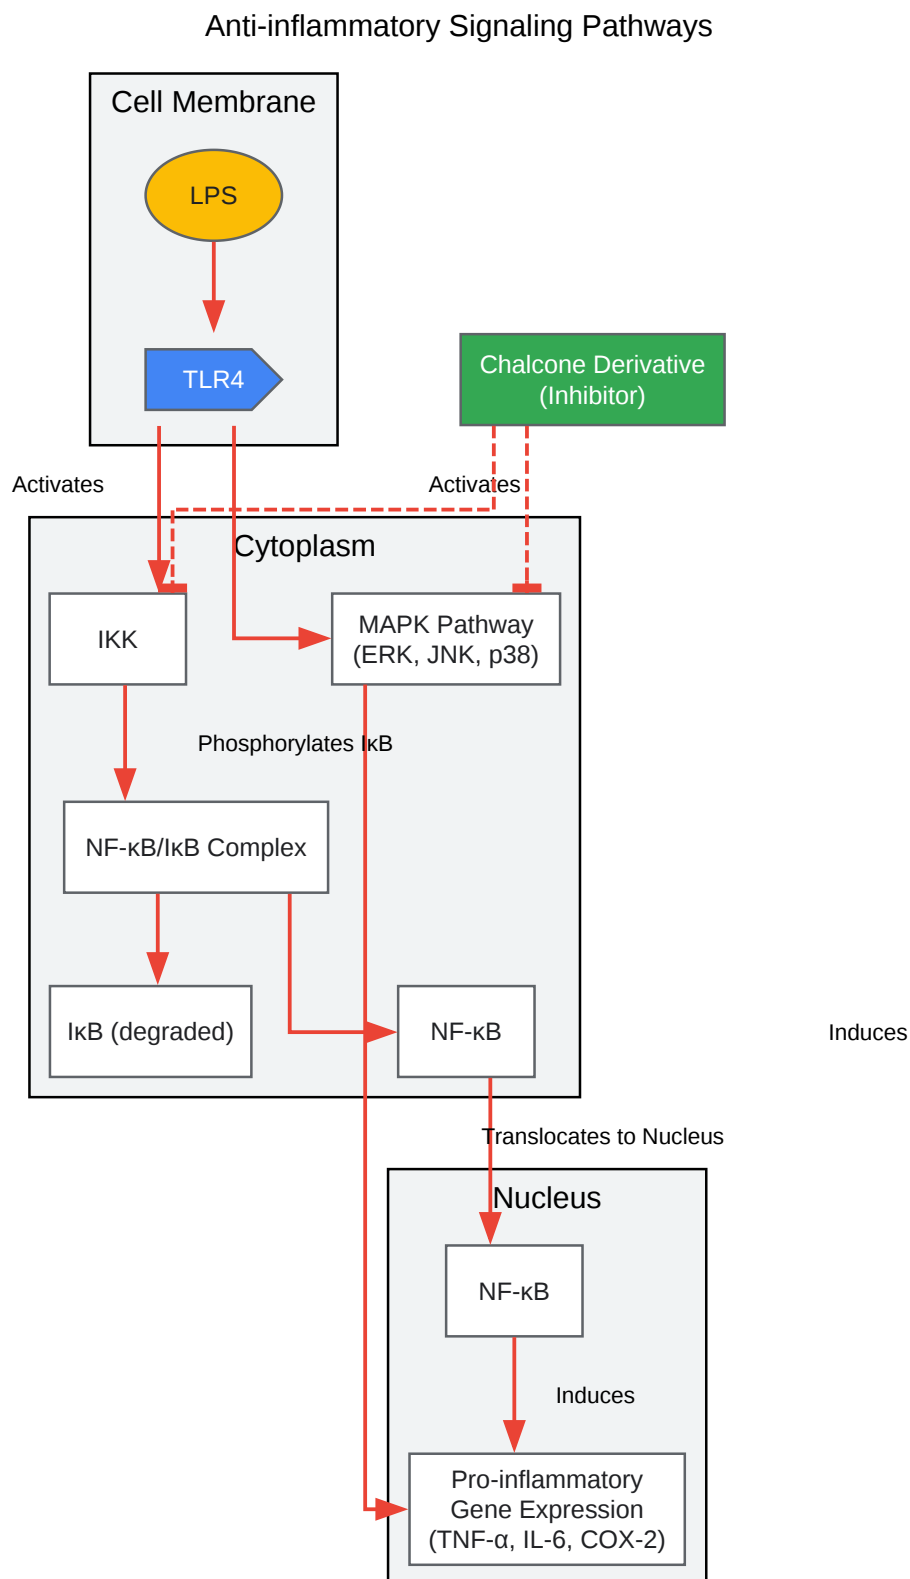 Anti-inflammatory Signaling Pathways
Cell Membrane
LPS
TLR4
Chalcone Derivative
(Inhibitor)
Activates
Activates
Cytoplasm
IKK
MAPK Pathway
(ERK, JNK, p38)
Phosphorylates IκB
NF-κB/IκB Complex
IκB (degraded)
NF-κB
Induces
Translocates to Nucleus
Nucleus
NF-κB
Induces
Pro-inflammatory
Gene Expression
(TNF-α, IL-6, COX-2)